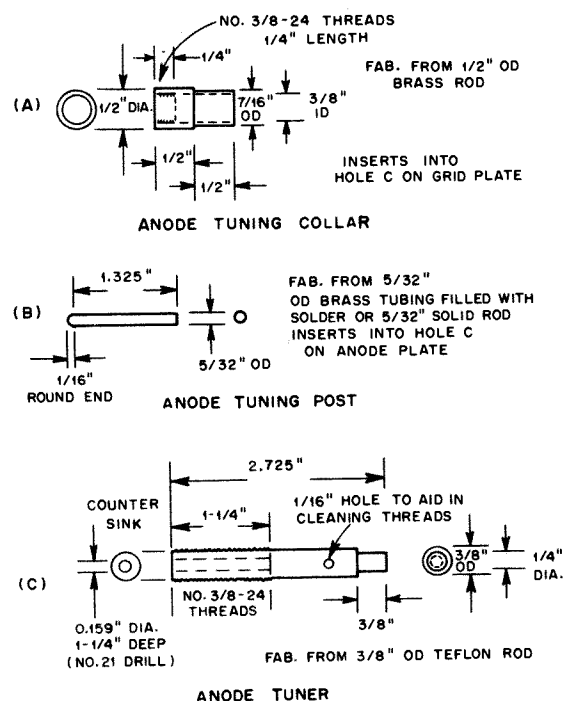 NO. 3/8-24 THREADS
1/4" LENGTH
1/4"
FAB. FROM 1/2" OD
BRASS ROD
(A)
1/2" DIA.
7/16"
OD
3/8"
ID
1/2"
1/2"
INSERTS INTO
HOLE C ON GRID PLATE
ANODE TUNING COLLAR
1.325"
(B)
FAB. FROM 5/32"
OD BRASS TUBING FILLED WITH
SOLDER OR 5/32" SOLID ROD
INSERTS INTO HOLE C
ON ANODE PLATE
1/16"
ROUND END
5/32" OD
ANODE TUNING POST
2.725"
COUNTER
SINK
1-1/4"
1/16" HOLE TO AID IN
CLEANING THREADS
(C)
3/8"
OD
1/4"
DIA.
NO. 3/8-24
THREADS
3/8"
0.159" DIA.
1-1/4" DEEP
(NO.21 DRILL)
FAB. FROM 3/8" OD TEFLON ROD
ANODE TUNER